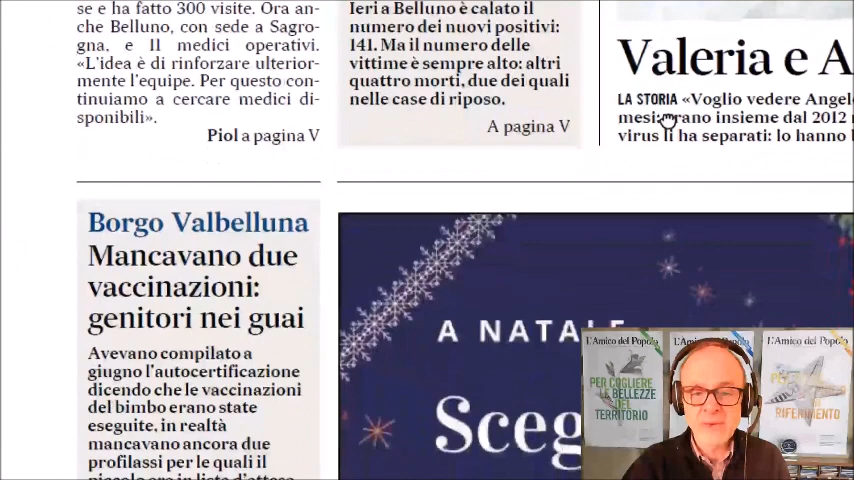 se e ha fatto 300 visite. Ora an-
che Belluno, con sede a Sagro-
gna, e 11 medici operativi.
«L'idea è di rinforzare ulterior-
mente l'equipe. Per questo con-
tinuiamo a cercare medici di-
sponibili».
Piol a pagina V
Ieri a Belluno è calato il
numero dei nuovi positivi:
141. Ma il numero delle
vittime è sempre alto: altri
quattro morti, due dei quali
nelle case di riposo.
A pagina V
Valeria e A
LA STORIA «Voglio vedere Angel
mesi: erano insieme dal 2012
virus li ha separati: lo hanno
Borgo Valbelluna
Mancavano due
vaccinazioni:
genitori nei guai
Avevano compilato a
giugno l'autocertificazione
dicendo che le vaccinazioni
del bimbo erano state
eseguite, in realtà
mancavano ancora due
profilassi per le quali il
piccolo era in lista d'attesa
A NATALE
Sceg
L'Amico del Popolo
PER COGLIERE
LE BELLEZZE
DEL
TERRITORIO
L'Amico del Popolo
L'Amico del Popolo
RIFERIMENTO